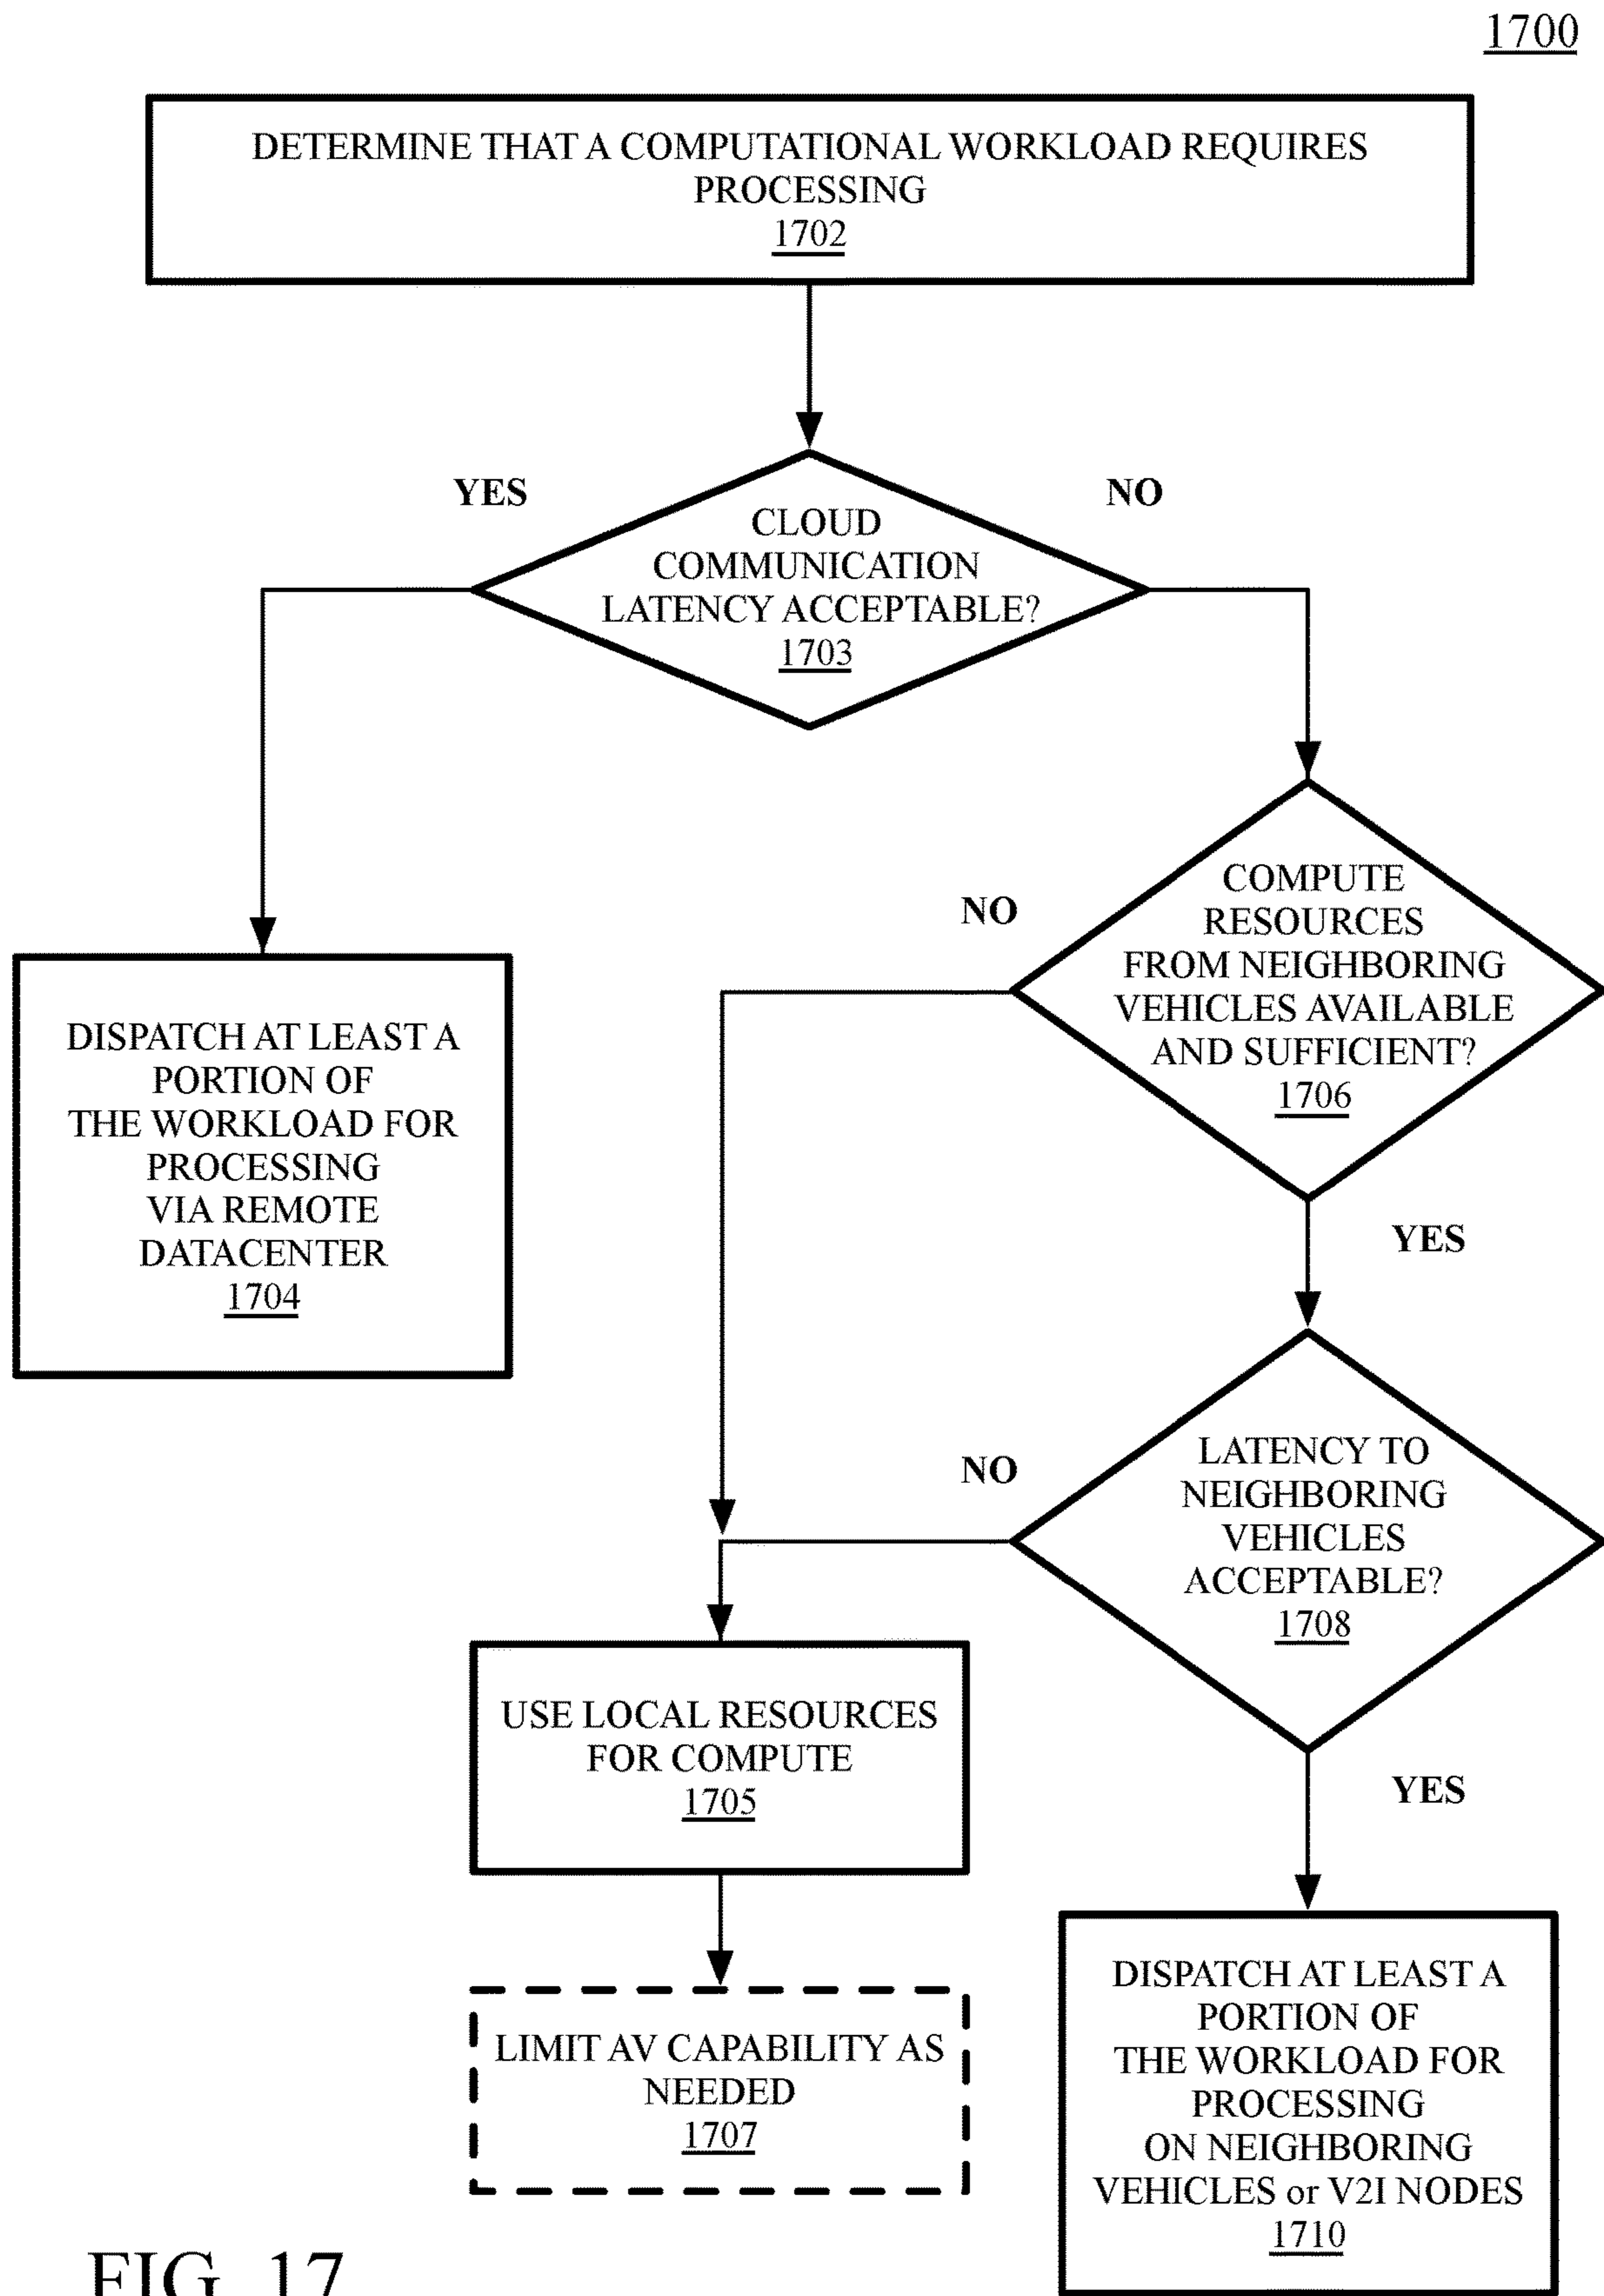 1700
DETERMINE THAT A COMPUTATIONAL WORKLOAD REQUIRES
PROCESSING
1702
YES
NO
CLOUD
COMMUNICATION
LATENCY ACCEPTABLE?
1703
NO
COMPUTE
RESOURCES
FROM NEIGHBORING
VEHICLES AVAILABLE
AND SUFFICIENT?
1706
YES
DISPATCH AT LEAST A
PORTION OF
THE WORKLOAD FOR
PROCESSING
VIA REMOTE
DATACENTER
1704
NO
LATENCY TO
NEIGHBORING
VEHICLES
ACCEPTABLE?
1708
YES
USE LOCAL RESOURCES
FOR COMPUTE
1705
LIMIT AV CAPABILITY AS
NEEDED
1707
DISPATCH AT LEAST A
PORTION OF
THE WORKLOAD FOR
PROCESSING
ON NEIGHBORING
VEHICLES or V2I NODES
1710
FIG. 17